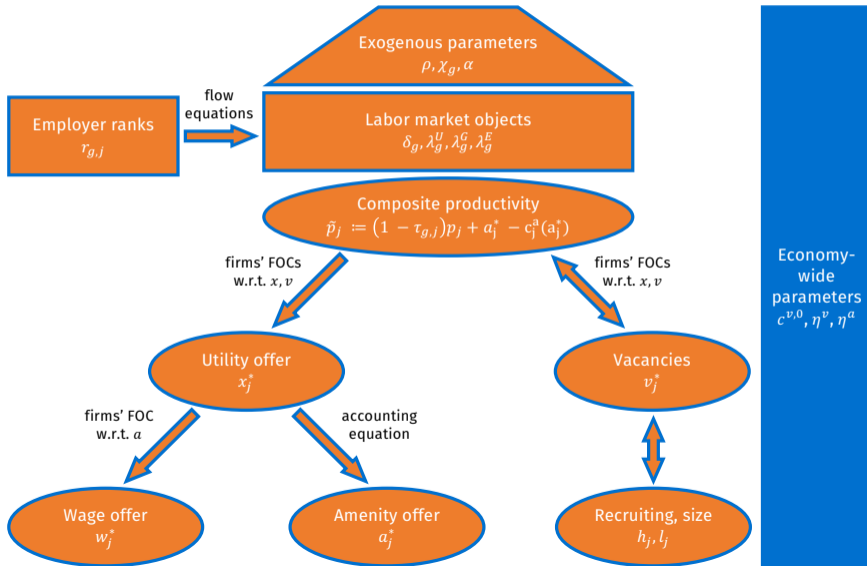 Exogenous parameters
ρ, χ_g, α
flow
equations
Employer ranks
r_{g,j}
Labor market objects
δ_g, λ_g^U, λ_g^G, λ_g^E
Composite productivity
p̃_j ≔ (1 − τ_{g,j})p_j + a_j^* − c_j^a(a_j^*)
firms' FOCs
w.r.t. x, v
firms' FOCs
w.r.t. x, v
Economy-
wide
parameters
c^{v,0}, η^v, η^a
Utility offer
x_j^*
Vacancies
v_j^*
firms' FOC
w.r.t. a
accounting
equation
Wage offer
w_j^*
Amenity offer
a_j^*
Recruiting, size
h_j, l_j